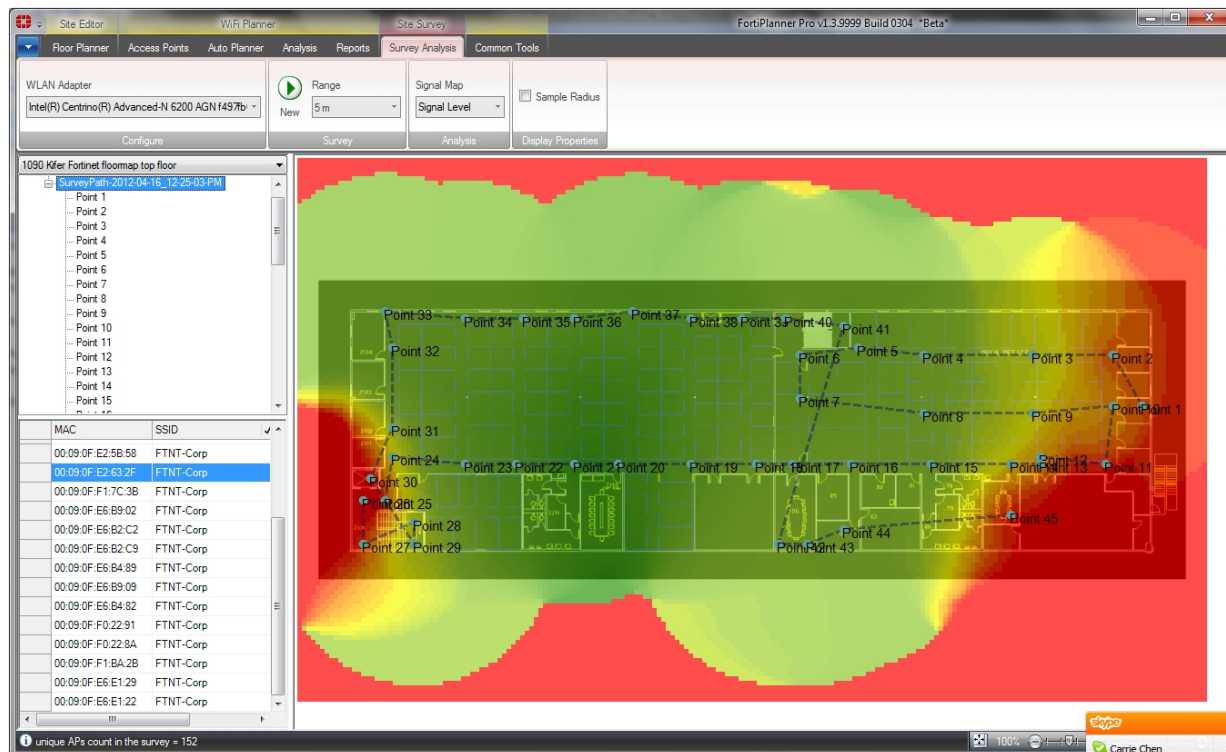 Site Editor
WiFi Planner
Site Survey
FortiPlanner Pro v1.3.9999 Build 0304 *Beta*
Floor Planner
Access Points
Auto Planner
Analysis
Reports
Survey Analysis
Common Tools
WLAN Adapter
Range
Signal Map
Sample Radius
Intel(R) Centrino(R) Advanced-N 6200 AGN f497fb
New
5 m
Signal Level
Configure
Survey
Analysis
Display Properties
1090 Kifer Fortinet floormap top floor
SurveyPath-2012-04-16_12-25-03-PM
Point 1
Point 2
Point 3
Point 4
Point 5
Point 6
Point 7
Point 8
Point 9
Point 10
Point 11
Point 12
Point 13
Point 14
Point 15
MAC
SSID
00:09:0F:E2:5B:58 FTNT-Corp
00:09:0F:E2:63:2F FTNT-Corp
00:09:0F:F1:7C:3B FTNT-Corp
00:09:0F:E6:B9:02 FTNT-Corp
00:09:0F:E6:B2:C2 FTNT-Corp
00:09:0F:E6:B2:C9 FTNT-Corp
00:09:0F:E6:B4:89 FTNT-Corp
00:09:0F:E6:B9:09 FTNT-Corp
00:09:0F:E6:B4:82 FTNT-Corp
00:09:0F:F0:22:91 FTNT-Corp
00:09:0F:F0:22:8A FTNT-Corp
00:09:0F:F1:BA:2B FTNT-Corp
00:09:0F:E6:E1:29 FTNT-Corp
00:09:0F:E6:E1:22 FTNT-Corp
Point 33
Point 34
Point 35
Point 36
Point 37
Point 38
Point 40
Point 41
Point 32
Point 6
Point 5
Point 4
Point 3
Point 2
Point 7
Point 8
Point 9
Point 1
Point 31
Point 24
Point 23
Point 22
Point 20
Point 19
Point 17
Point 16
Point 15
Point 12
Point 13
Point 11
Point 30
Point 25
Point 28
Point 45
Point 44
Point 27
Point 29
Point 43
unique APs count in the survey = 152
100%
skype
Carrie Chen